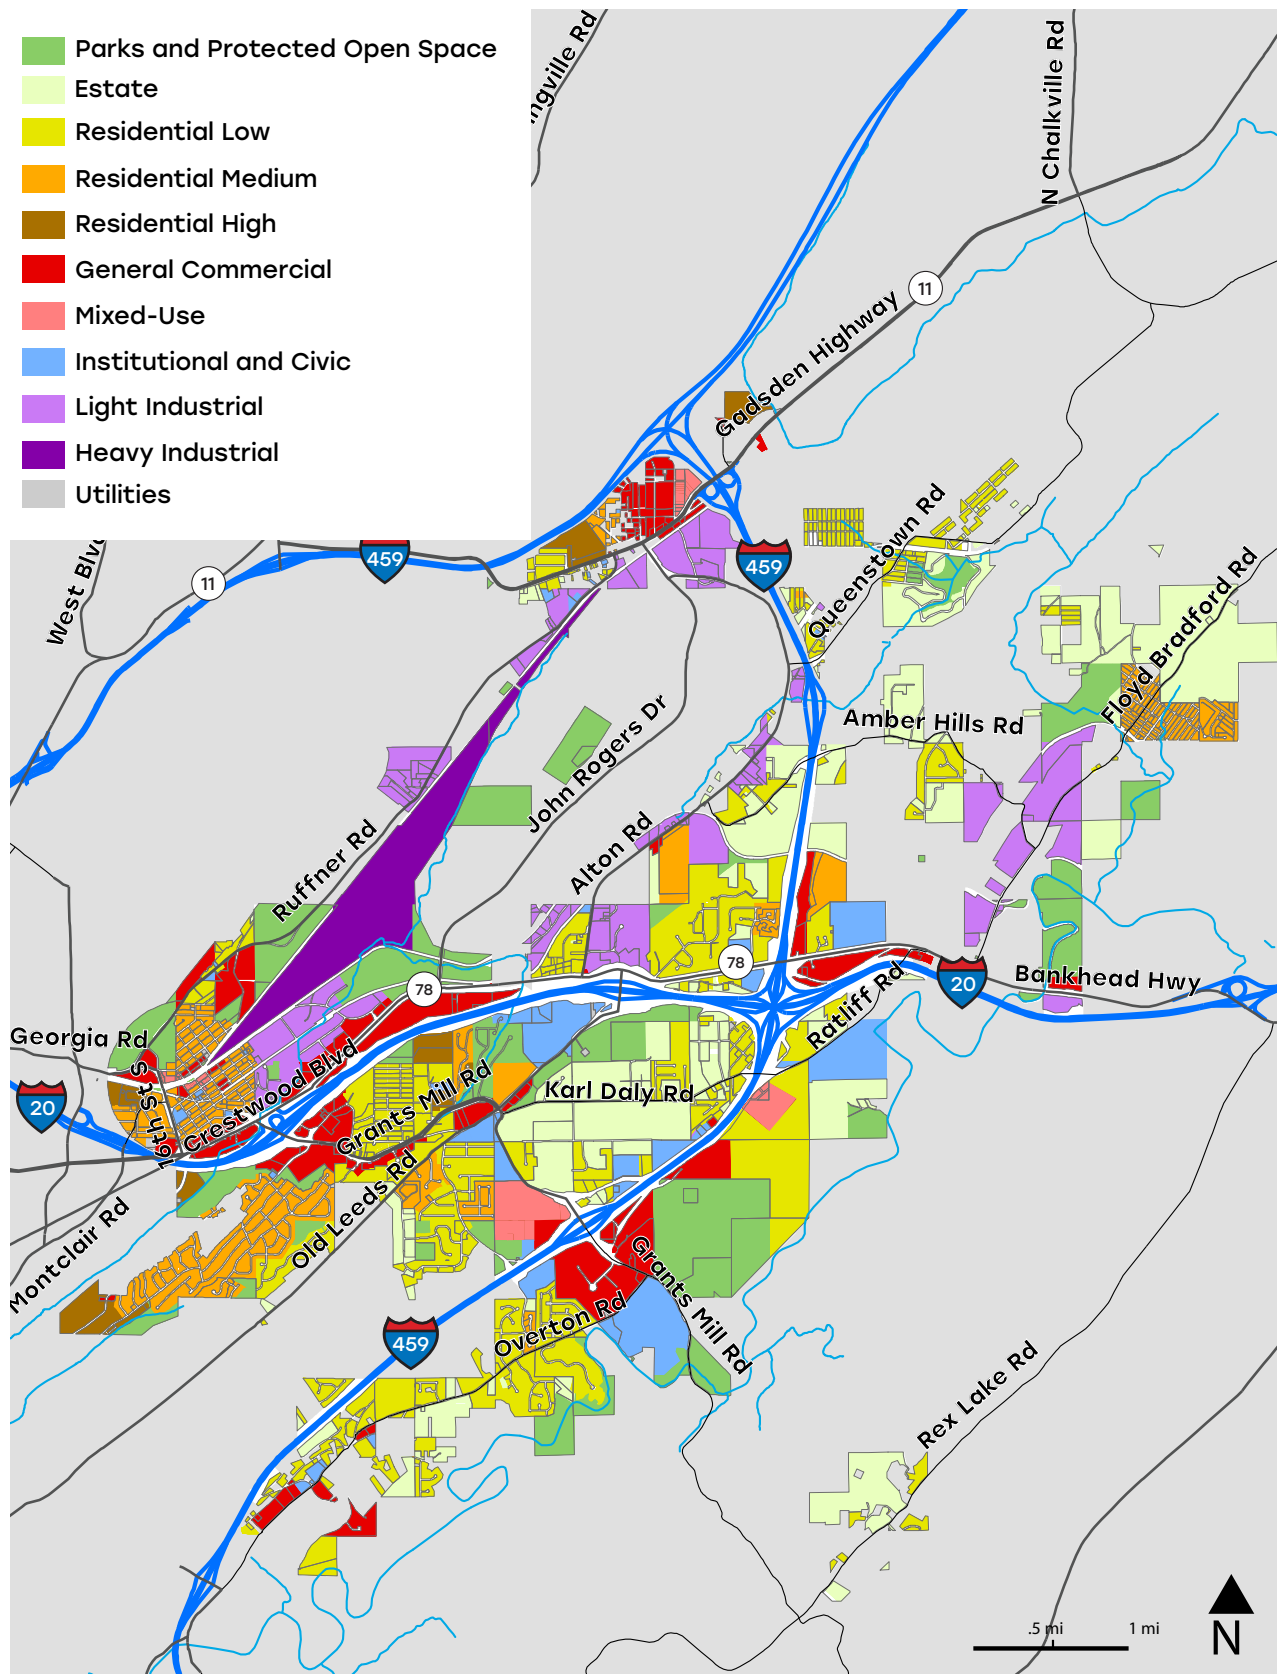 Parks and Protected Open Space
Estate
Residential Low
Residential Medium
Residential High
General Commercial
Mixed-Use
Institutional and Civic
Light Industrial
Heavy Industrial
Utilities
N Chalkville Rd
11
Gadsden Highway
West Blvd
11
459
459
Queenstown Rd
Floyd Bradford Rd
Amber Hills Rd
John Rogers Dr
Alton Rd
Ruffner Rd
78
78
20
Bankhead Hwy
Ratliff Rd
Georgia Rd
20
16th St S
Crestwood Blvd
Grants Mill Rd
Karl Daly Rd
Old Leeds Rd
Montclair Rd
Grants Mill Rd
Overton Rd
459
Rex Lake Rd
.5 mi
1 mi
N